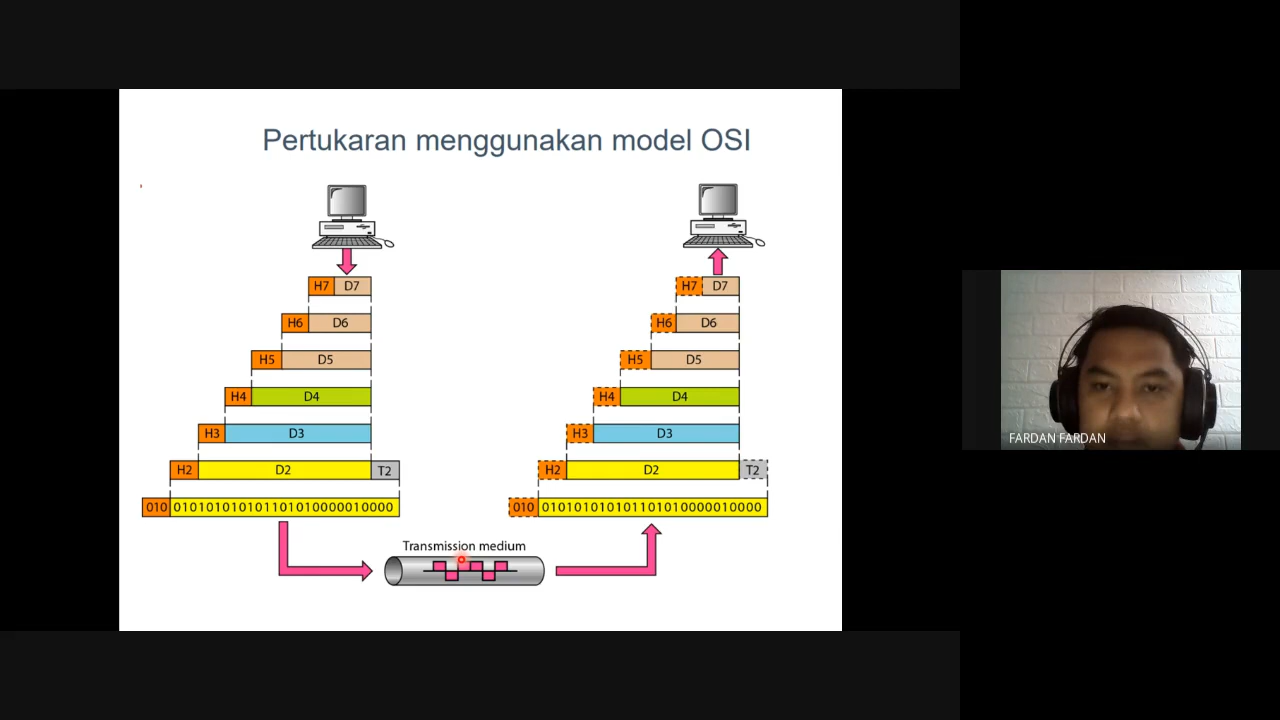 Pertukaran menggunakan model OSI
H7 D7 H7 D7
H6 D6 H6 D6
H5 D5 H5 D5
H4 D4 H4 D4
H3 D3 H3 D3
H2 D2 T2 H2 D2 T2
010 010101010101101010000010000 010 010101010101101010000010000
Transmission medium
FARDAN FARDAN